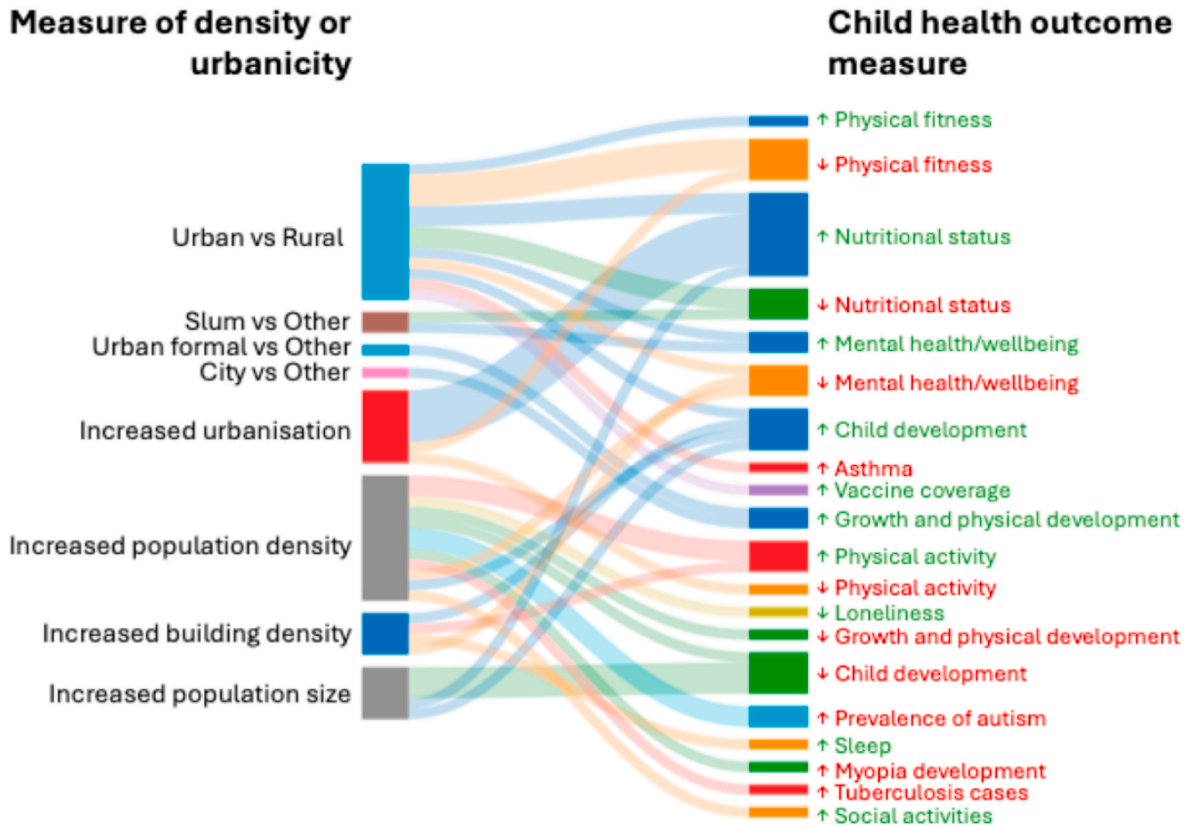 Measure of density or
urbanicity
Child health outcome
measure
Urban vs Rural
Slum vs Other
Urban formal vs Other
City vs Other
Increased urbanisation
Increased population density
Increased building density
Increased population size
↑ Physical fitness
↓ Physical fitness
↑ Nutritional status
↓ Nutritional status
↑ Mental health/wellbeing
↓ Mental health/wellbeing
↑ Child development
↑ Asthma
↑ Vaccine coverage
↑ Growth and physical development
↑ Physical activity
↓ Physical activity
↓ Loneliness
↓ Growth and physical development
↓ Child development
↑ Prevalence of autism
↑ Sleep
↑ Myopia development
↑ Tuberculosis cases
↑ Social activities